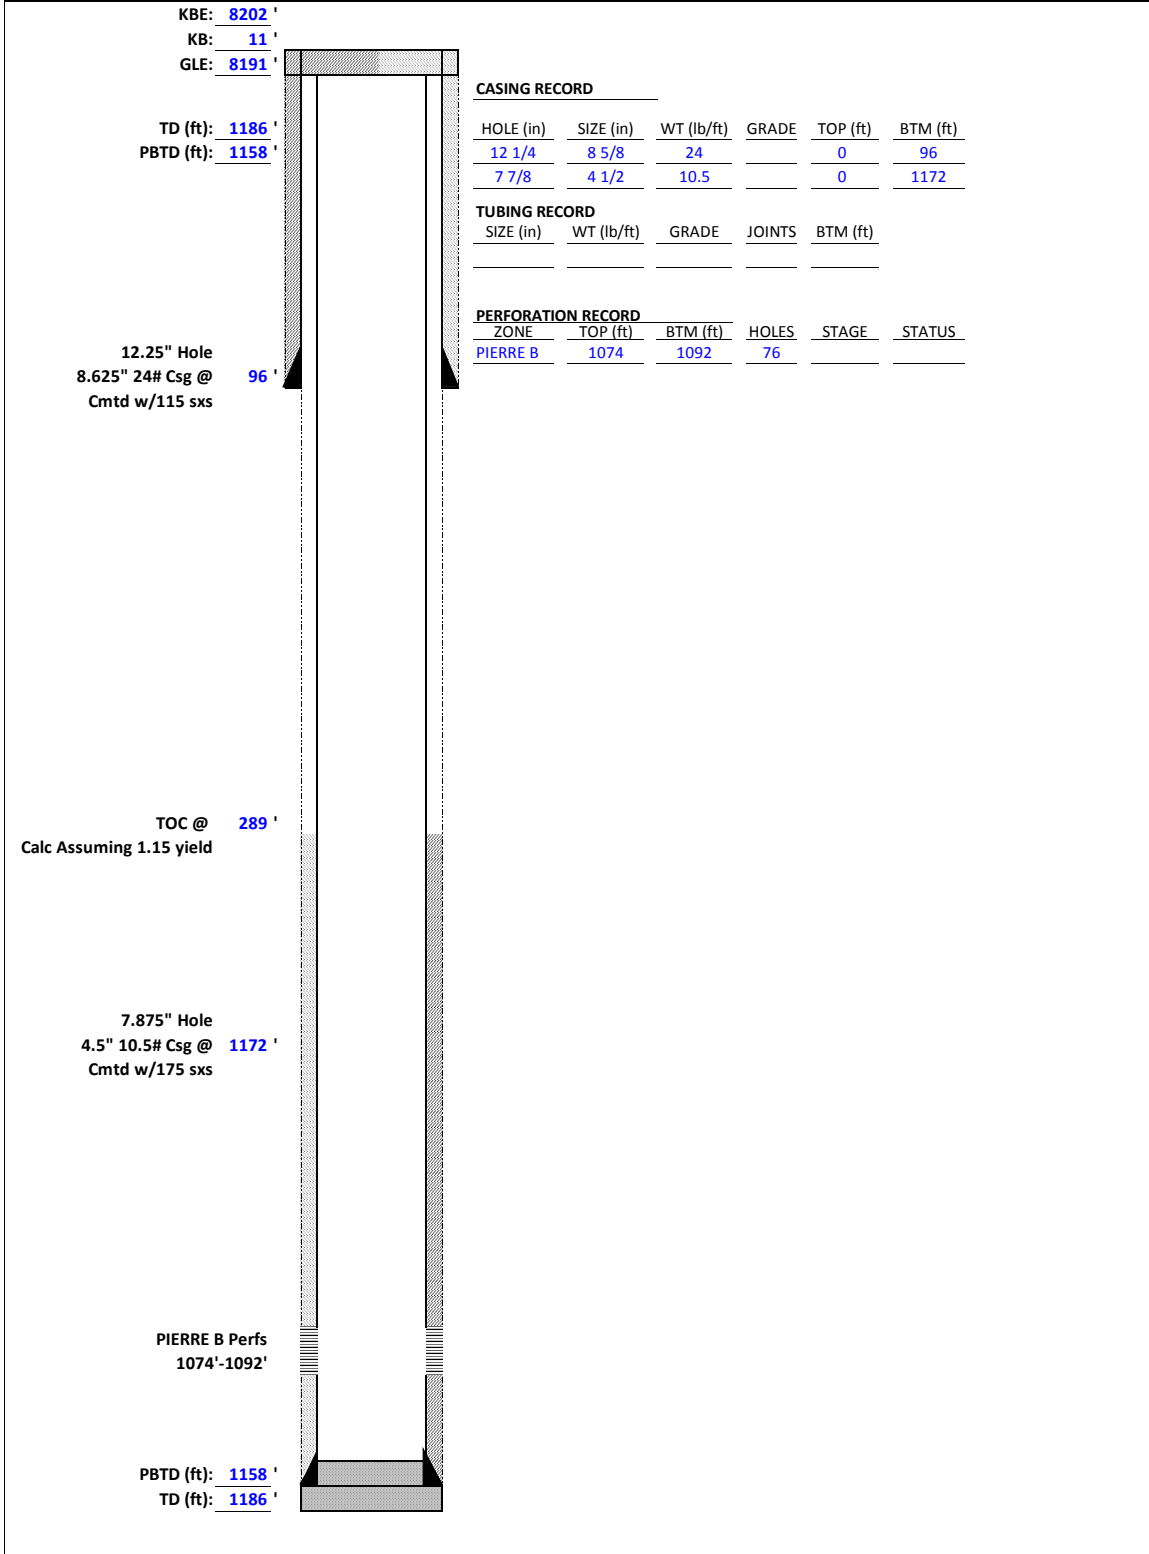 KBE: 8202 '
KB: 11 '
GLE: 8191 '
CASING RECORD
TD (ft): 1186 '
HOLE (in) SIZE (in) WT (lb/ft) GRADE TOP (ft) BTM (ft)
PBTD (ft): 1158 '
12 1/4 8 5/8 24 0 96
7 7/8 4 1/2 10.5 0 1172
TUBING RECORD
SIZE (in) WT (lb/ft) GRADE JOINTS BTM (ft)
PERFORATION RECORD
ZONE TOP (ft) BTM (ft) HOLES STAGE STATUS
PIERRE B 1074 1092 76
12.25" Hole
8.625" 24# Csg @ 96 '
Cmtd w/115 sxs
TOC @ 289 '
Calc Assuming 1.15 yield
7.875" Hole
4.5" 10.5# Csg @ 1172 '
Cmtd w/175 sxs
PIERRE B Perfs
1074'-1092'
PBTD (ft): 1158 '
TD (ft): 1186 '